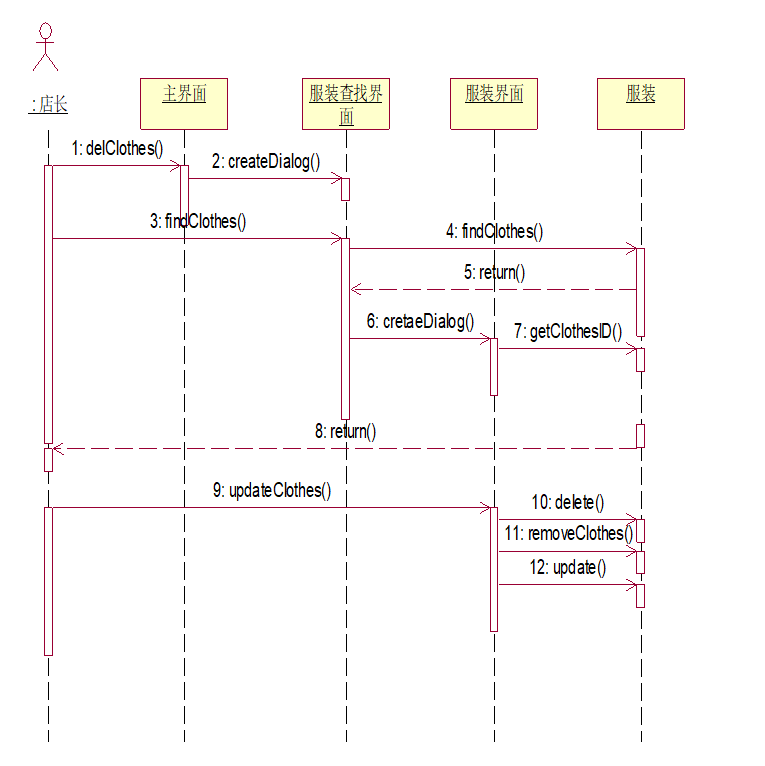 :店长
主界面
服装查找界
面
服装界面
服装
1: delClothes()
2: createDialog()
3: findClothes()
4: findClothes()
5: return()
6: cretaeDialog()
7: getClothesID()
8: return()
9: updateClothes()
10: delete()
11: removeClothes()
12: update()